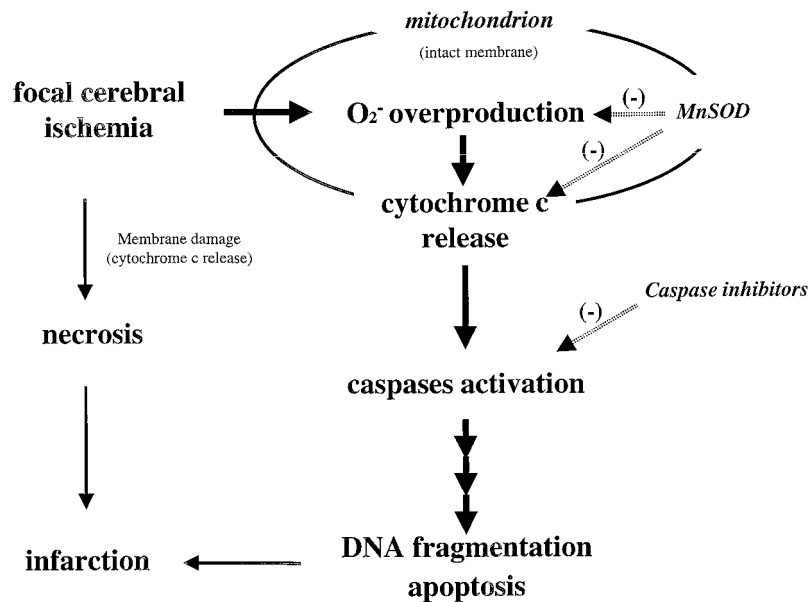 mitochondrion
(intact membrane)
focal cerebral
ischemia
O₂⁻ overproduction
(-)
MnSOD
(-)
cytochrome c
release
Membrane damage
(cytochrome c release)
Caspase inhibitors
(-)
necrosis
caspases activation
DNA fragmentation
apoptosis
infarction